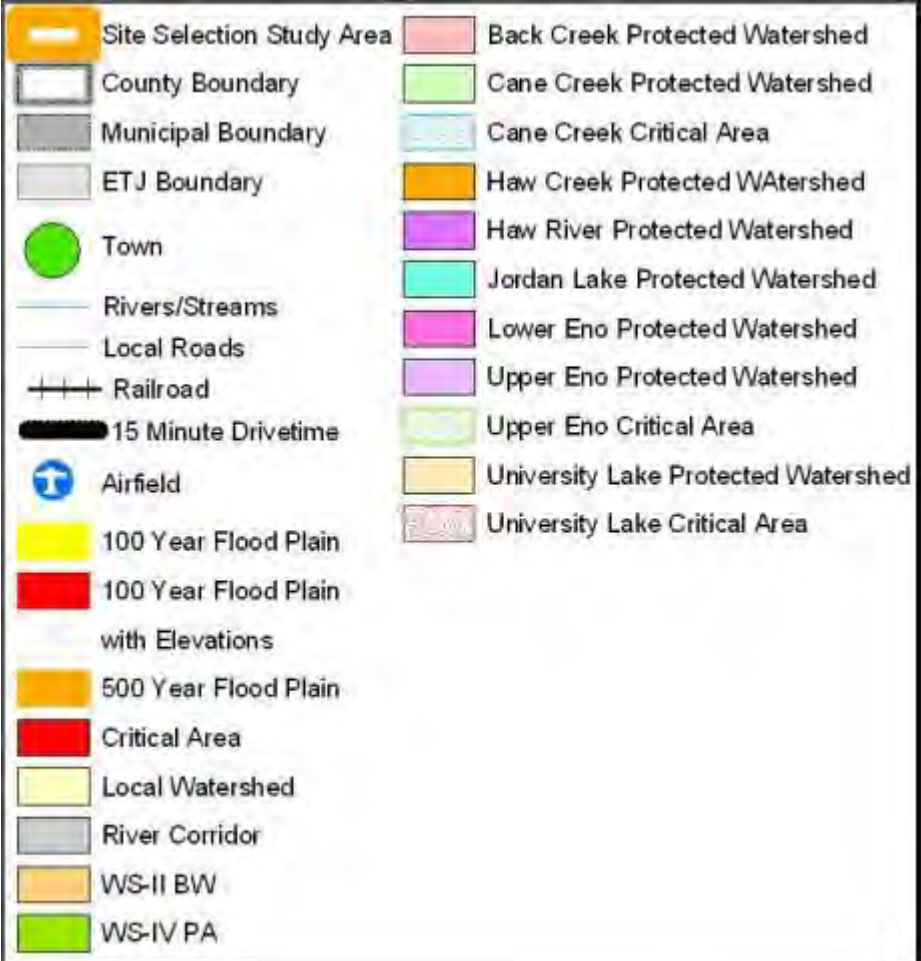 Site Selection Study Area
County Boundary
Municipal Boundary
ETJ Boundary
Town
Rivers/Streams
Local Roads
Railroad
15 Minute Drivetime
Airfield
100 Year Flood Plain
100 Year Flood Plain
with Elevations
500 Year Flood Plain
Critical Area
Local Watershed
River Corridor
WS-II BW
WS-IV PA
Back Creek Protected Watershed
Cane Creek Protected Watershed
Cane Creek Critical Area
Haw Creek Protected WAtershed
Haw River Protected Watershed
Jordan Lake Protected Watershed
Lower Eno Protected Watershed
Upper Eno Protected Watershed
Upper Eno Critical Area
University Lake Protected Watershed
University Lake Critical Area